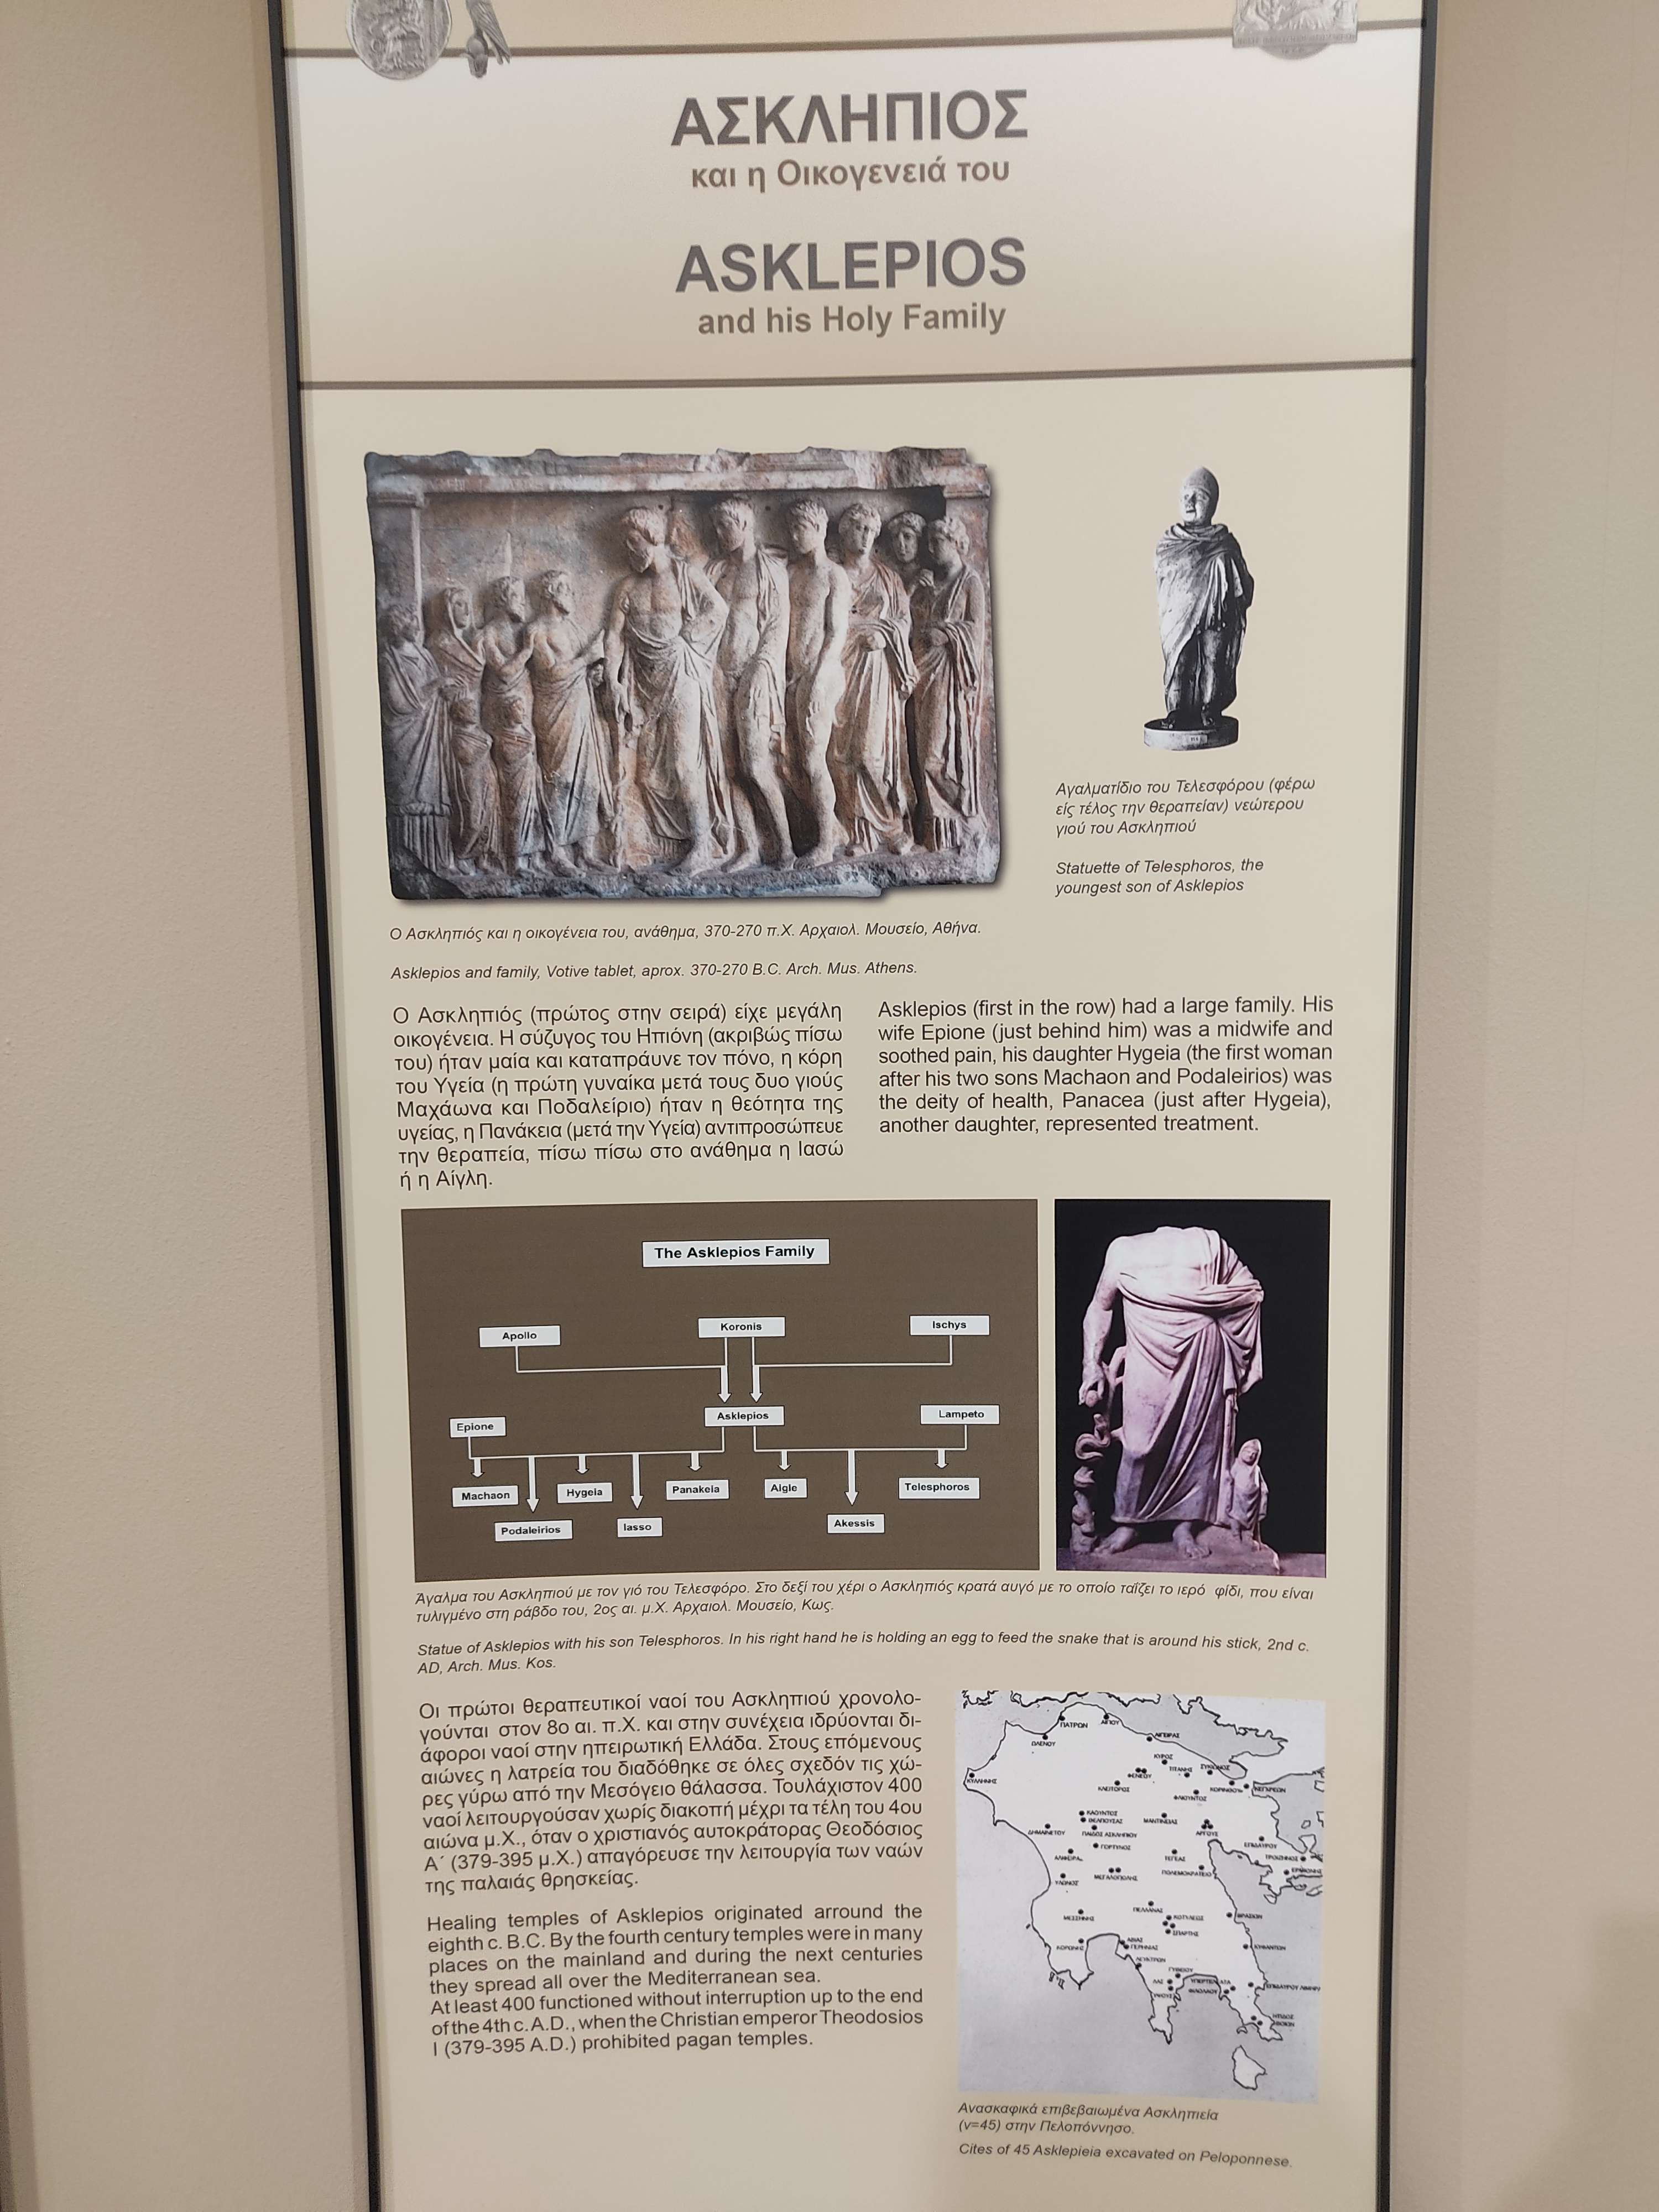 ΑΣΚΛΗΠΙΟΣ
και η Οικογενειά του
ASKLEPIOS
and his Holy Family
Αγαλματίδιο του Τελεσφόρου (φέρω
είς τέλος την θεραπείαν) νεώτερου
γιού του Ασκληπιού
Statuette of Telesphoros, the
youngest son of Asklepios
Ο Ασκληπιός και η οικογένεια του, ανάθημα, 370-270 π.Χ. Αρχαιολ. Μουσείο, Αθήνα.
Asklepios and family, Votive tablet, aprox. 370-270 B.C. Arch. Mus. Athens.
Ο Ασκληπιός (πρώτος στην σειρά) είχε μεγάλη
οικογένεια. Η σύζυγος του Ηπιόνη (ακριβώς πίσω
του) ήταν μαία και καταπράυνε τον πόνο, η κόρη
του Υγεία (η πρώτη γυναίκα μετά τους δυο γιούς
Μαχάωνα και Ποδαλείριο) ήταν η θεότητα της
υγείας, η Πανάκεια (μετά την Υγεία) αντιπροσώπευε
την θεραπεία, πίσω πίσω στο ανάθημα η Ιασώ
ή η Αίγλη.
Asklepios (first in the row) had a large family. His
wife Epione (just behind him) was a midwife and
soothed pain, his daughter Hygeia (the first woman
after his two sons Machaon and Podaleirios) was
the deity of health, Panacea (just after Hygeia),
another daughter, represented treatment.
The Asklepios Family
Apollo
Koronis
Ischys
Epione
Asklepios
Lampeto
Machaon
Hygeia
Panakeia
Aigle
Telesphoros
Podaleirios
Iasso
Akessis
Άγαλμα του Ασκληπιού με τον γιό του Τελεσφόρο. Στο δεξί του χέρι ο Ασκληπιός κρατά αυγό με το οποίο ταΐζει το ιερό φίδι, που είναι
τυλιγμένο στη ράβδο του, 2ος αι. μ.Χ. Αρχαιολ. Μουσείο, Κως.
Statue of Asklepios with his son Telesphoros. In his right hand he is holding an egg to feed the snake that is around his stick, 2nd c.
AD, Arch. Mus. Kos.
Οι πρώτοι θεραπευτικοί ναοί του Ασκληπιού χρονολο-
γούνται στον 8ο αι. π.Χ. και στην συνέχεια ιδρύονται δι-
άφοροι ναοί στην ηπειρωτική Ελλάδα. Στους επόμενους
αιώνες η λατρεία του διαδόθηκε σε όλες σχεδόν τις χώ-
ρες γύρω από την Μεσόγειο θάλασσα. Τουλάχιστον 400
ναοί λειτουργούσαν χωρίς διακοπή μέχρι τα τέλη του 4ου
αιώνα μ.Χ., όταν ο χριστιανός αυτοκράτορας Θεοδόσιος
Α΄ (379-395 μ.Χ.) απαγόρευσε την λειτουργία των ναών
της παλαιάς θρησκείας.
Healing temples of Asklepios originated arround the
eighth c. B.C. By the fourth century temples were in many
places on the mainland and during the next centuries
they spread all over the Mediterranean sea.
At least 400 functioned without interruption up to the end
of the 4th c. A.D., when the Christian emperor Theodosios
I (379-395 A.D.) prohibited pagan temples.
ΠΑΤΡΩΝ
ΑΙΓΙΟΥ
ΑΙΓΕΙΡΑΣ
ΩΛΕΝΟΥ
ΚΥΡΟΣ
ΤΙΤΑΝΗΣ
ΚΥΛΛΗΝΗΣ
ΦΕΝΕΟΥ
ΚΛΕΙΤΟΡΟΣ
ΦΛΙΟΥΝΤΟΣ
ΚΟΡΙΝΘΟΥ
ΚΕΓΧΡΕΩΝ
ΚΑΟΥΝΤΟΣ
ΘΕΛΠΟΥΣΑΣ
ΜΑΝΤΙΝΕΙΑΣ
ΠΑΙΔΟΣ ΑΣΚΛΗΠΙΟΥ
ΑΡΓΟΥΣ
ΓΟΡΤΥΝΟΣ
ΕΠΙΔΑΥΡΟΥ
ΤΡΟΙΖΗΝΟΣ
ΤΕΓΕΑΣ
ΜΕΓΑΛΟΠΟΛΗΣ
ΠΕΛΛΑΝΑΣ
ΜΕΣΣΗΝΗΣ
ΒΡΑΣΙΩΝ
ΣΠΑΡΤΗΣ
ΚΟΡΩΝΗΣ
ΓΕΡΗΝΙΑΣ
ΛΕΥΚΤΡΩΝ
ΓΥΘΕΙΟΥ
ΛΑΣ
Ανασκαφικά επιβεβαιωμένα Ασκληπιεία
(ν=45) στην Πελοπόννησο.
Cites of 45 Asklepieia excavated on Peloponnese.